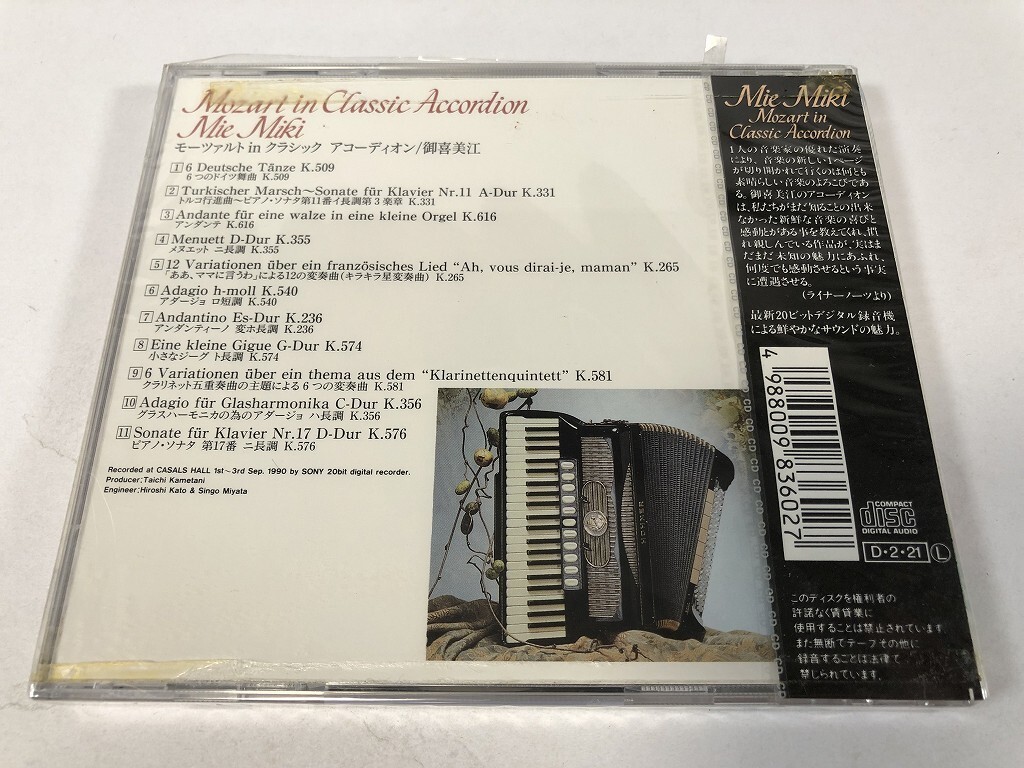 Mozart in Classic Accordion
Mie Miki
モーツァルト in クラシック アコーディオン/御喜美江
1 6 Deutsche Tänze K.509
6つのドイツ舞曲 K.509
2 Turkischer Marsch~Sonate für Klavier Nr.11 A-Dur K.331
トルコ行進曲~ピアノ・ソナタ第11番イ長調第3楽章 K.331
3 Andante für eine walze in eine kleine Orgel K.616
アンダンテ K.616
4 Menuett D-Dur K.355
メヌエット ニ長調 K.355
5 12 Variationen über ein französisches Lied “Ah, vous dirai-je, maman” K.265
「ああ、ママに言うわ」による12の変奏曲(キラキラ星変奏曲) K.265
6 Adagio h-moll K.540
アダージョ ロ短調 K.540
7 Andantino Es-Dur K.236
アンダンティーノ 変ホ長調 K.236
8 Eine kleine Gigue G-Dur K.574
小さなジーグ ト長調 K.574
9 6 Variationen über ein thema aus dem “Klarinettenquintett” K.581
クラリネット五重奏曲の主題による6つの変奏曲 K.581
10 Adagio für Glasharmonika C-Dur K.356
グラスハーモニカの為のアダージョ ハ長調 K.356
11 Sonate für Klavier Nr.17 D-Dur K.576
ピアノ・ソナタ 第17番 ニ長調 K.576
Recorded at CASALS HALL 1st~3rd Sep. 1990 by SONY 20bit digital recorder.
Producer;Taichi Kametani
Engineer;Hiroshi Kato & Singo Miyata
Mie Miki
Mozart in
Classic Accordion
1人の音楽家の優れた演奏
により、音楽の新しい1ページ
が切り開かれて行くのは何とも
素晴らしい音楽のよろこびであ
る。御喜美江のアコーディオン
は、私たちがまだ知ることの出来
なかった新鮮な音楽の喜びと
感動とがある事を教えてくれ、慣
れ親しんでいる作品が、実はま
だまだ未知の魅力にあふれ、
何度でも感動させるという事実
に遭遇させる。
(ライナーノーツより)
最新20ビットデジタル録音機
による鮮やかなサウンドの魅力。
4 988009 836027
COMPACT
disc
DIGITAL AUDIO
D・2・21 L
このディスクを権利者の
許諾なく賃貸業に
使用することは禁止されています。
また無断でテープその他に
録音することは法律で
禁じられています。